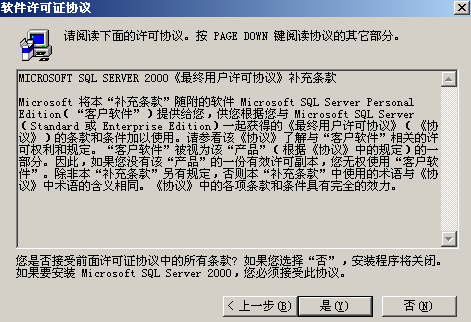 软件许可证协议
请阅读下面的许可协议。按 PAGE DOWN 键阅读协议的其它部分。
MICROSOFT SQL SERVER 2000《最终用户许可协议》补充条款
Microsoft 将本“补充条款”随附的软件 Microsoft SQL Server Personal
Edition（“客户软件”）提供给您，供您根据您与 Microsoft SQL Server
（Standard 或 Enterprise Edition）一起获得的《最终用户许可协议》（《协
议》）的条款和条件加以使用。请参看该《协议》了解与“客户软件”相关的许
可权利和规定。“客户软件”被视为该“产品”（根据《协议》中的规定）的一
部分。因此，如果您没有该“产品”的一份有效许可副本，您无权使用“客户软
件”。除非本“补充条款”另有规定，否则本“补充条款”中使用的术语与《协
议》中术语的含义相同。《协议》中的各项条款和条件具有完全的效力。
您是否接受前面许可证协议中的所有条款? 如果您选择“否”，安装程序将关闭。
如果要安装 Microsoft SQL Server 2000，您必须接受此协议。
< 上一步(B)
是(Y)
否(N)